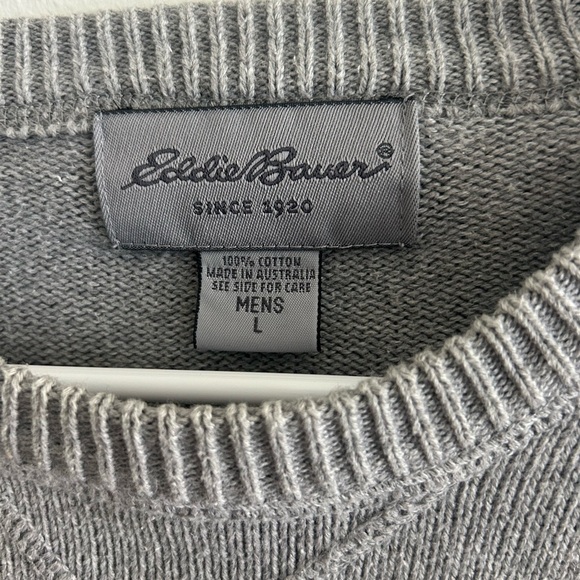 Eddie Bauer®
SINCE 1920
100% COTTON
MADE IN AUSTRALIA
SEE SIDE FOR CARE
MENS
L